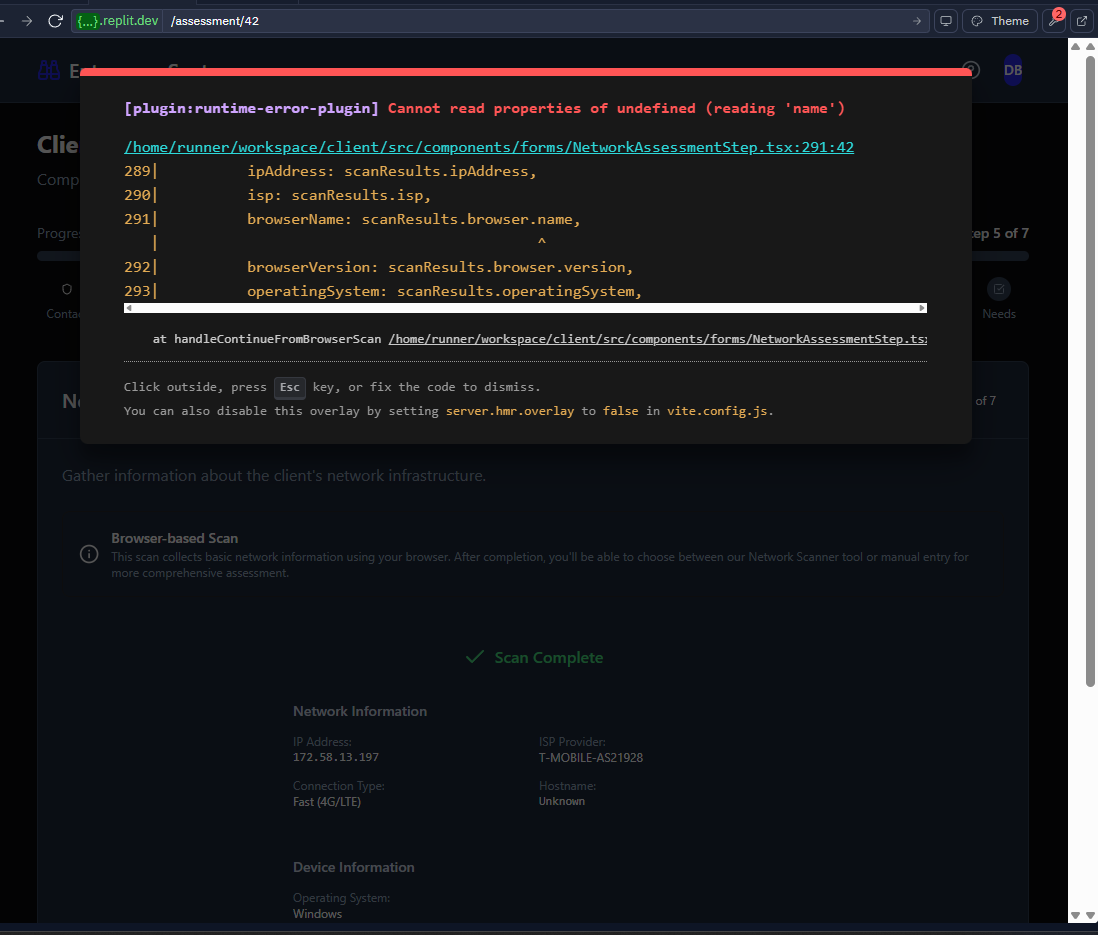 {...}.replit.dev /assessment/42 Theme 2
DB
[plugin:runtime-error-plugin] Cannot read properties of undefined (reading 'name')
/home/runner/workspace/client/src/components/forms/NetworkAssessmentStep.tsx:291:42
289| ipAddress: scanResults.ipAddress,
290| isp: scanResults.isp,
291| browserName: scanResults.browser.name,
| ^
292| browserVersion: scanResults.browser.version,
293| operatingSystem: scanResults.operatingSystem,
at handleContinueFromBrowserScan /home/runner/workspace/client/src/components/forms/NetworkAssessmentStep.tsx
Click outside, press Esc key, or fix the code to dismiss.
You can also disable this overlay by setting server.hmr.overlay to false in vite.config.js.
Clie
Comp
Progres
ep 5 of 7
Contac
Needs
Ne
of 7
Gather information about the client's network infrastructure.
Browser-based Scan
This scan collects basic network information using your browser. After completion, you'll be able to choose between our Network Scanner tool or manual entry for
more comprehensive assessment.
Scan Complete
Network Information
IP Address: ISP Provider:
172.58.13.197 T-MOBILE-AS21928
Connection Type: Hostname:
Fast (4G/LTE) Unknown
Device Information
Operating System:
Windows